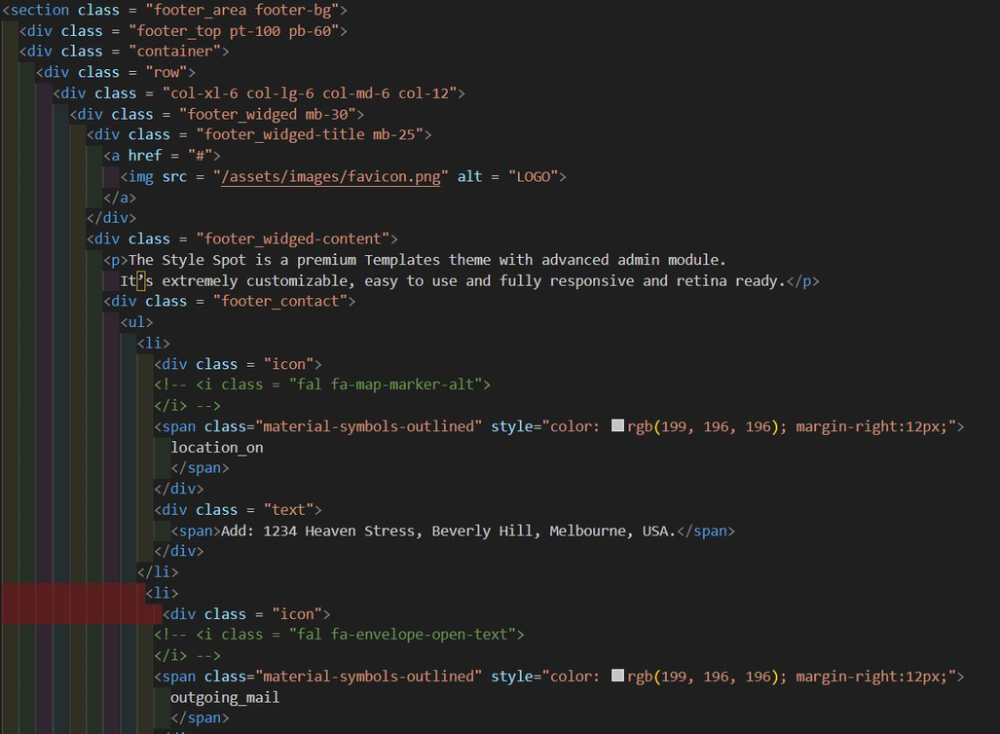 <section class = "footer_area footer-bg">
<div class = "footer_top pt-100 pb-60">
<div class = "container">
<div class = "row">
<div class = "col-xl-6 col-lg-6 col-md-6 col-12">
<div class = "footer_widged mb-30">
<div class = "footer_widged-title mb-25">
<a href = "#">
<img src = "/assets/images/favicon.png" alt = "LOGO">
</a>
</div>
<div class = "footer_widged-content">
<p>The Style Spot is a premium Templates theme with advanced admin module.
It’s extremely customizable, easy to use and fully responsive and retina ready.</p>
<div class = "footer_contact">
<ul>
<li>
<div class = "icon">
<!-- <i class = "fal fa-map-marker-alt">
</i> -->
<span class="material-symbols-outlined" style="color: rgb(199, 196, 196); margin-right:12px;">
location_on
</span>
</div>
<div class = "text">
<span>Add: 1234 Heaven Stress, Beverly Hill, Melbourne, USA.</span>
</div>
</li>
<li>
<div class = "icon">
<!-- <i class = "fal fa-envelope-open-text">
</i> -->
<span class="material-symbols-outlined" style="color: rgb(199, 196, 196); margin-right:12px;">
outgoing_mail
</span>